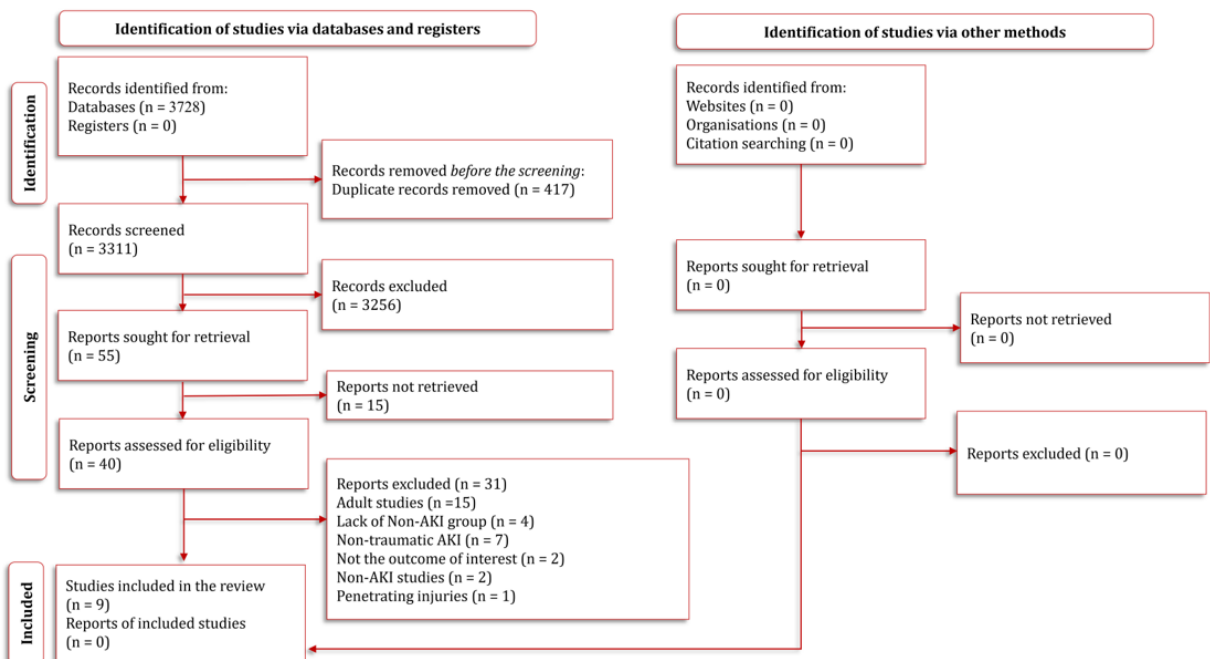 Identification of studies via databases and registers
Identification of studies via other methods
Identification
Records identified from:
Databases (n = 3728)
Registers (n = 0)
Records removed before the screening:
Duplicate records removed (n = 417)
Records identified from:
Websites (n = 0)
Organisations (n = 0)
Citation searching (n = 0)
Screening
Records screened
(n = 3311)
Records excluded
(n = 3256)
Reports sought for retrieval
(n = 55)
Reports not retrieved
(n = 15)
Reports assessed for eligibility
(n = 40)
Reports excluded (n = 31)
Adult studies (n =15)
Lack of Non-AKI group (n = 4)
Non-traumatic AKI (n = 7)
Not the outcome of interest (n = 2)
Non-AKI studies (n = 2)
Penetrating injuries (n = 1)
Reports sought for retrieval
(n = 0)
Reports not retrieved
(n = 0)
Reports assessed for eligibility
(n = 0)
Reports excluded (n = 0)
Included
Studies included in the review
(n = 9)
Reports of included studies
(n = 0)